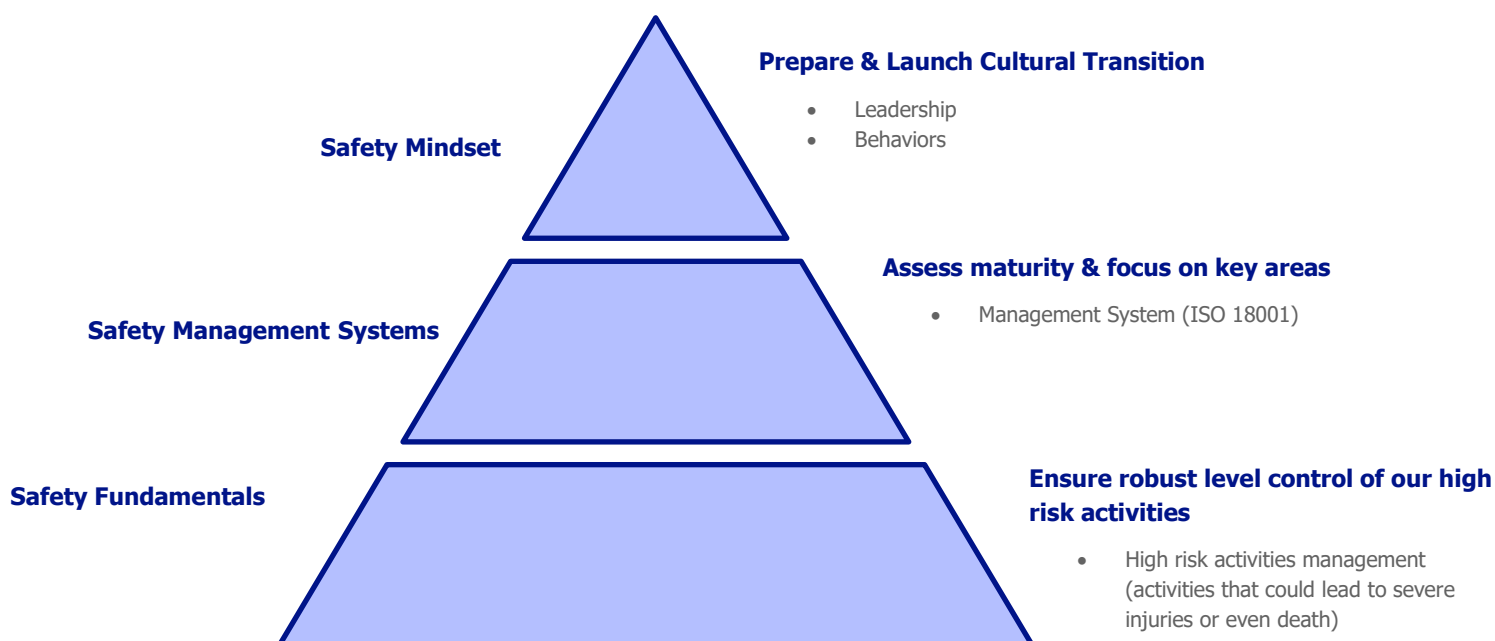 Prepare & Launch Cultural Transition
• Leadership
• Behaviors
Safety Mindset
Assess maturity & focus on key areas
• Management System (ISO 18001)
Safety Management Systems
Ensure robust level control of our high
risk activities
Safety Fundamentals
• High risk activities management
(activities that could lead to severe
injuries or even death)